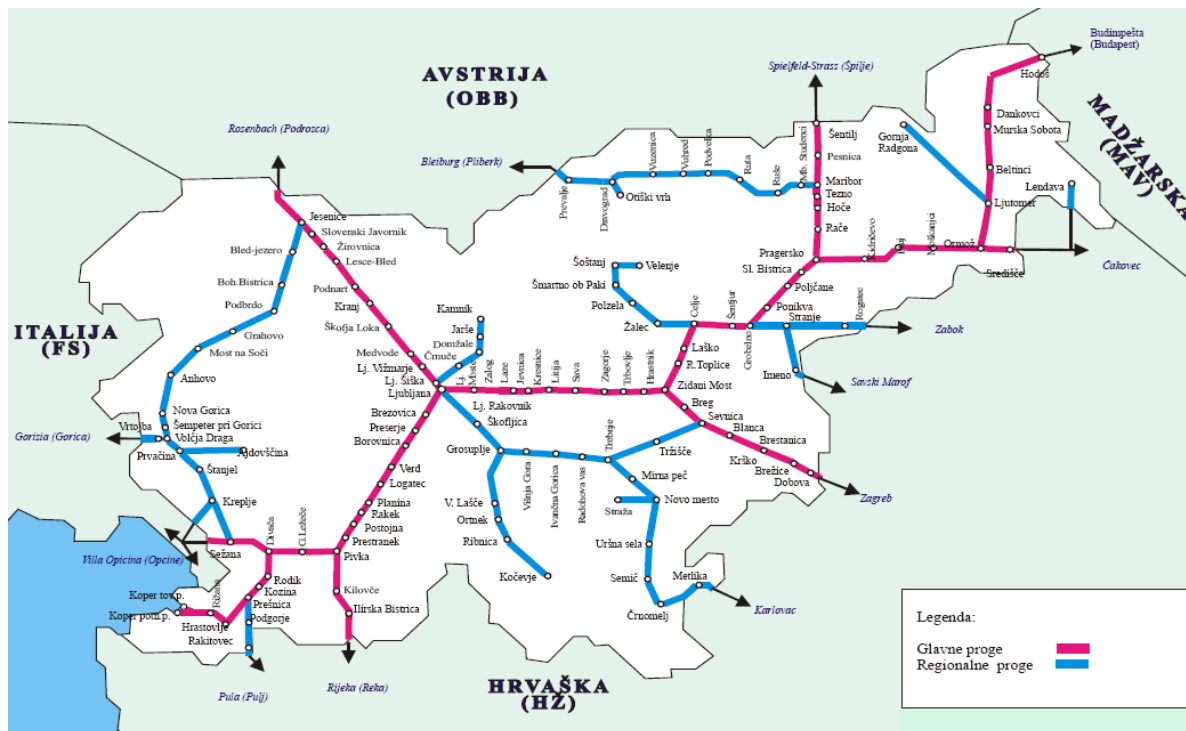 Budimpešta
(Budapest)
AVSTRIJA
(OBB)
Spielfeld-Strass (Špilje)
Hodoš
MADŽARSKA
(MAV)
Rosenbach (Podrozca)
Bleiburg (Pliberk)
Prevalje
Dravograd
Otiški vrh
Vuzenica
Vuhred
Podvelka
Ruta
Ruše
Mb. Studenci
Šentilj
Pesnica
Maribor
Tezno
Hoče
Rače
Gornja
Radgona
Dankovci
Murska Sobota
Beltinci
Lendava
Ljutomer
Jesenice
Slovenski Javornik
Žirovnica
Lesce-Bled
Bled-jezero
Boh.Bistrica
Podnart
Podbrdo
Kranj
Grahovo
Škofja Loka
Most na Soči
Medvode
Lj. Vižmarje
Anhovo
Lj. Šiška
Ljubljana
Kamnik
Jarše
Domžale
Črnuče
Šoštanj
Velenje
Šmartno ob Paki
Polzela
Žalec
Celje
Šentjur
Grobelno
Pragersko
Sl. Bistrica
Poljčane
Ponikva
Stranje
Rogatec
Kidričevo
Moškanjci
Ormož
Središče
Čakovec
Zabok
Imeno
Savski Marof
ITALIJA
(FS)
Lj.
Moste
Zalog
Laze
Jevnica
Kresnice
Litija
Sava
Zagorje
Trbovlje
Hrastnik
Laško
R.Toplice
Zidani Most
Breg
Sevnica
Blanca
Brestanica
Krško
Brežice
Dobova
Zagreb
Nova Gorica
Šempeter pri Gorici
Vrtojba
Volčja Draga
Gorizia (Gorica)
Prvačina
Ajdovščina
Štanjel
Kreplje
Brezovica
Preserje
Borovnica
Verd
Logatec
Planina
Rakek
Postojna
Prestranek
Pivka
Lj. Rakovnik
Škofljica
Grosuplje
Višnja Gora
Ivančna Gorica
Radohova vas
Trebnje
Tržišče
Mirna peč
Novo mesto
Straža
V. Lašče
Ortnek
Ribnica
Kočevje
Uršna sela
Semič
Metlika
Črnomelj
Karlovac
Villa Opicina (Opcine)
Sežana
Divača
G.Ležeče
Rodik
Kozina
Prešnica
Podgorje
Kilovče
Ilirska Bistrica
Koper tov.p.
Koper potn.p.
Rižana
Hrastovlje
Rakitovec
Pula (Pulj)
Rijeka (Reka)
HRVAŠKA
(HŽ)
Legenda:
Glavne proge
Regionalne proge